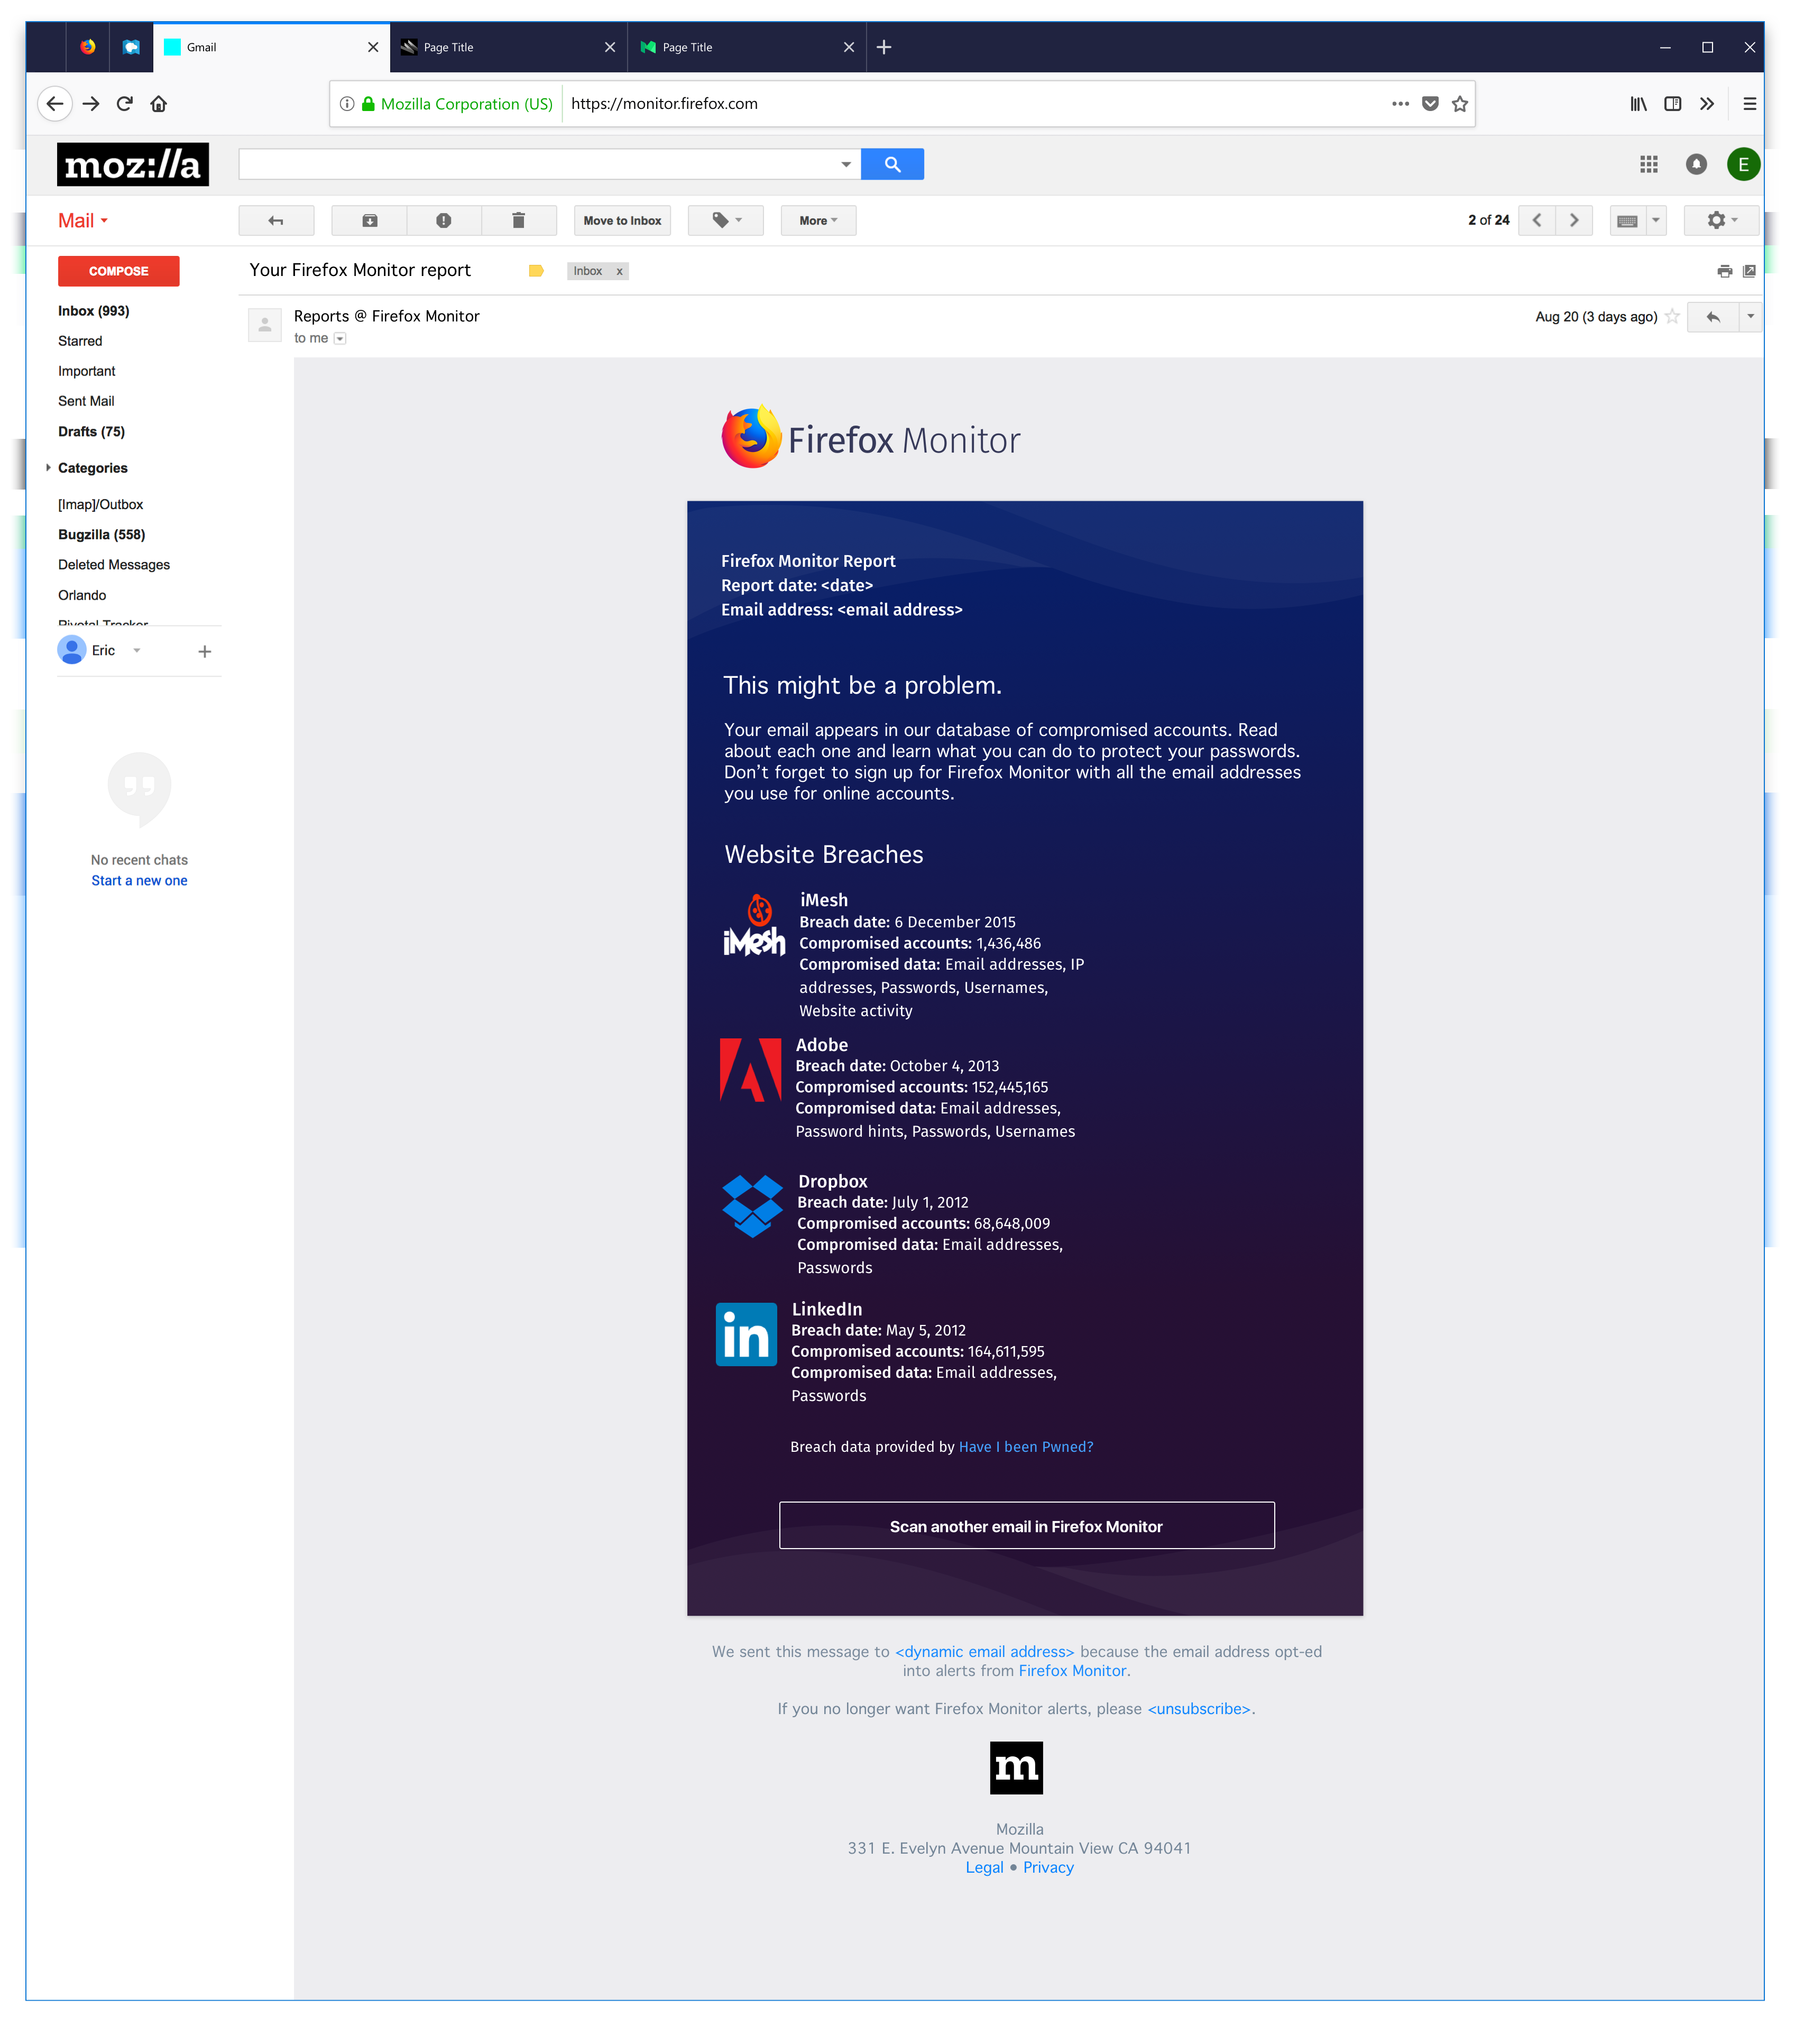 Gmail
Page Title
Page Title
Mozilla Corporation (US)
https://monitor.firefox.com
moz://a
E
Mail
Move to Inbox
More
2 of 24
COMPOSE
Your Firefox Monitor report
Inbox x
Inbox (993)
Starred
Important
Sent Mail
Drafts (75)
Categories
[Imap]/Outbox
Bugzilla (558)
Deleted Messages
Orlando
Pivotal Tracker
Eric
No recent chats
Start a new one
Reports @ Firefox Monitor
to me
Aug 20 (3 days ago)
Firefox Monitor
Firefox Monitor Report
Report date: <date>
Email address: <email address>
This might be a problem.
Your email appears in our database of compromised accounts. Read
about each one and learn what you can do to protect your passwords.
Don’t forget to sign up for Firefox Monitor with all the email addresses
you use for online accounts.
Website Breaches
iMesh
iMesh
Breach date: 6 December 2015
Compromised accounts: 1,436,486
Compromised data: Email addresses, IP
addresses, Passwords, Usernames,
Website activity
Adobe
Breach date: October 4, 2013
Compromised accounts: 152,445,165
Compromised data: Email addresses,
Password hints, Passwords, Usernames
Dropbox
Breach date: July 1, 2012
Compromised accounts: 68,648,009
Compromised data: Email addresses,
Passwords
in
LinkedIn
Breach date: May 5, 2012
Compromised accounts: 164,611,595
Compromised data: Email addresses,
Passwords
Breach data provided by Have I been Pwned?
Scan another email in Firefox Monitor
We sent this message to <dynamic email address> because the email address opt-ed
into alerts from Firefox Monitor.
If you no longer want Firefox Monitor alerts, please <unsubscribe>.
m
Mozilla
331 E. Evelyn Avenue Mountain View CA 94041
Legal • Privacy